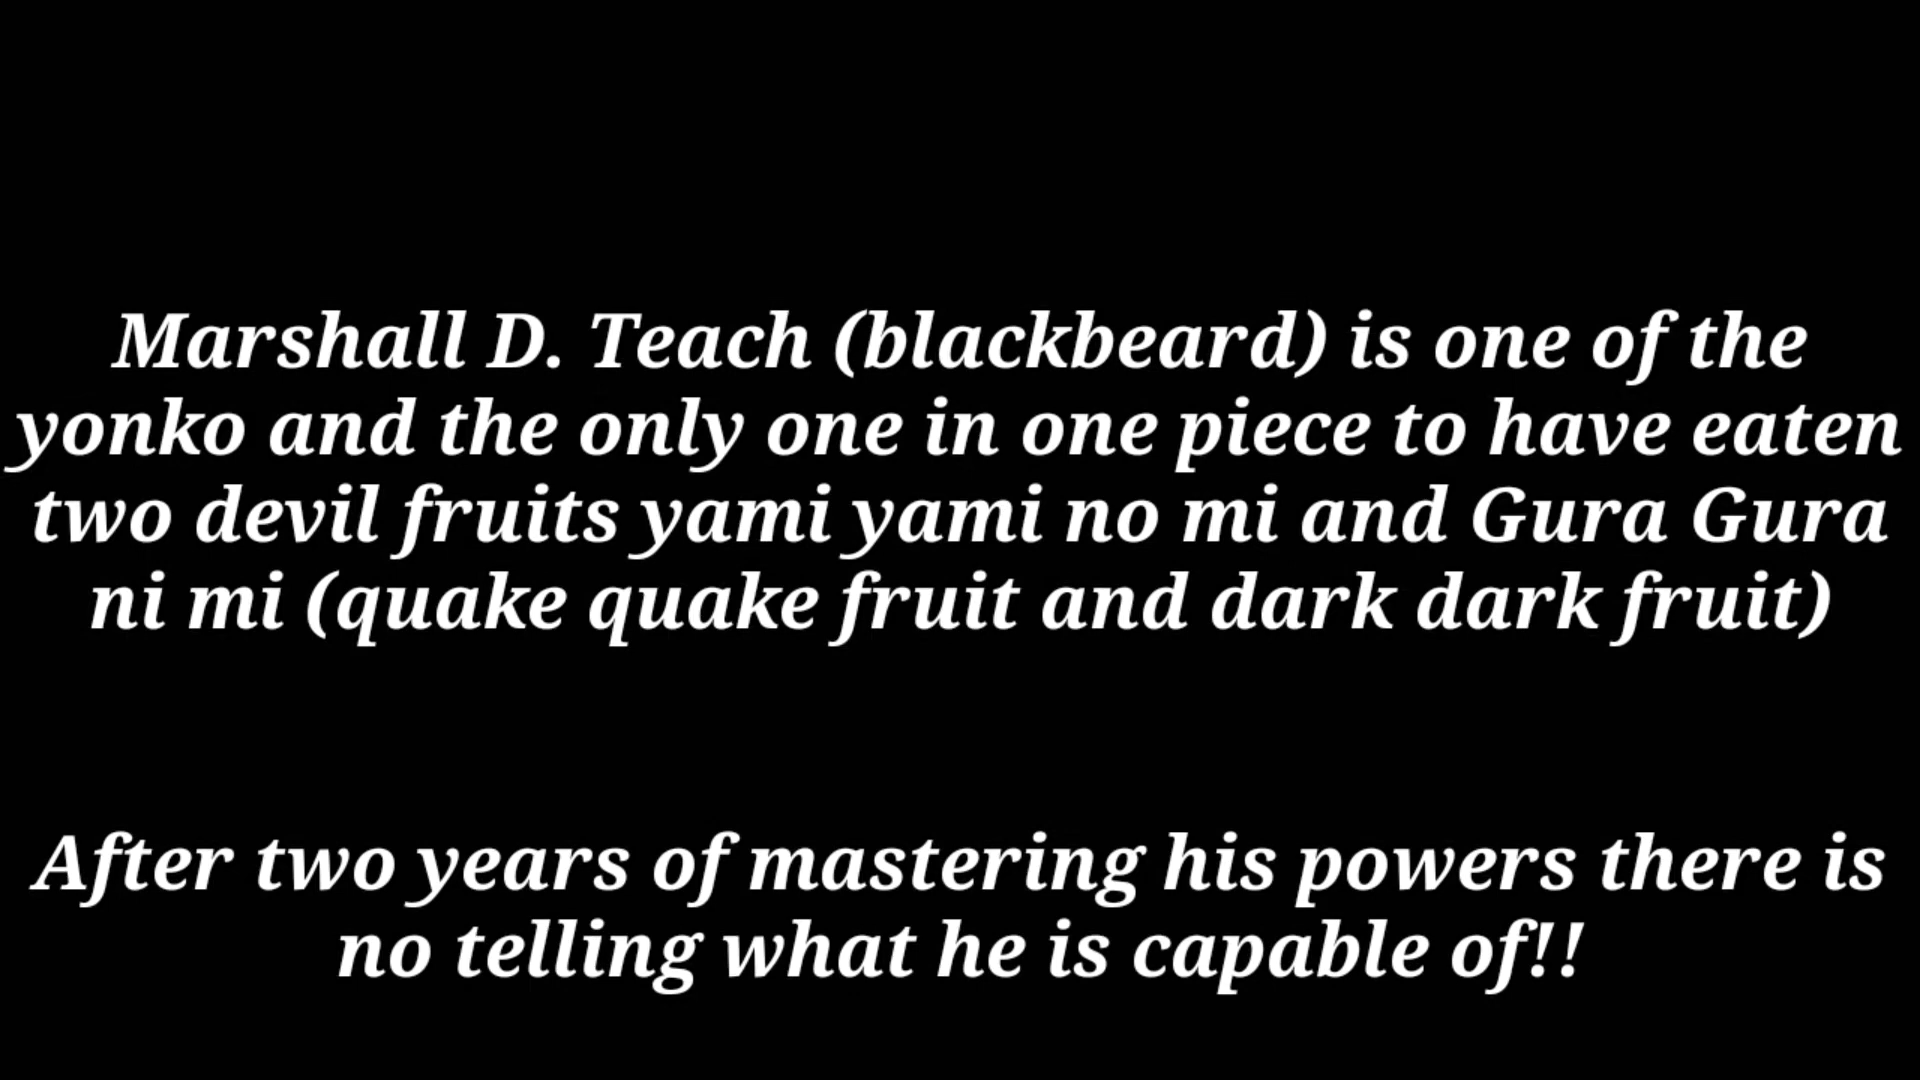 Marshall D. Teach (blackbeard) is one of the
yonko and the only one in one piece to have eaten
two devil fruits yami yami no mi and Gura Gura
ni mi (quake quake fruit and dark dark fruit)
After two years of mastering his powers there is
no telling what he is capable of!!